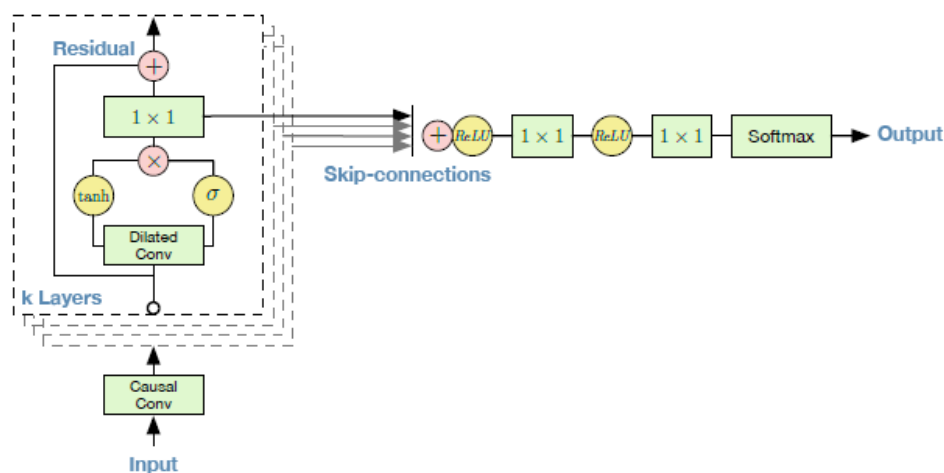 Residual
+
1 × 1
×
tanh
σ
Dilated
Conv
k Layers
Causal
Conv
Input
Skip-connections
+
ReLU
1 × 1
ReLU
1 × 1
Softmax
Output